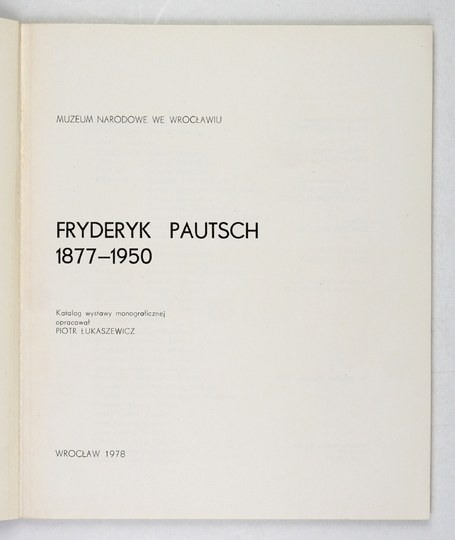 MUZEUM NARODOWE WE WROCŁAWIU
FRYDERYK PAUTSCH
1877–1950
Katalog wystawy monograficznej
opracował
PIOTR ŁUKASZEWICZ
WROCŁAW 1978